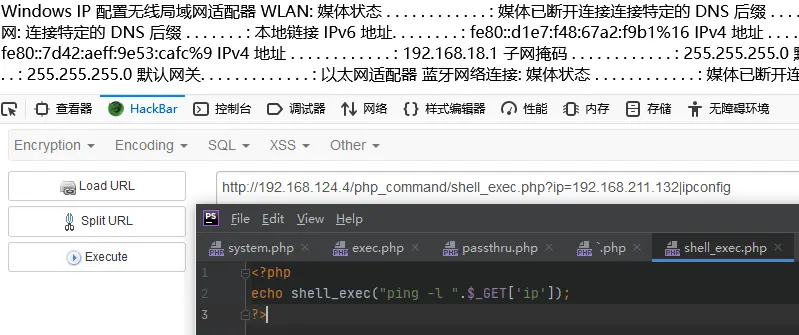 Windows IP 配置无线局域网适配器 WLAN: 媒体状态 . . . . . . . . . . . . : 媒体已断开连接连接特定的 DNS 后缀 . . . . . . .
网: 连接特定的 DNS 后缀 . . . . . . . : 本地链接 IPv6 地址. . . . . . . . : fe80::d1e7:f48:67a2:f9b1%16 IPv4 地址 . . . . . . .
fe80::7d42:aeff:9e53:cafc%9 IPv4 地址 . . . . . . . . . . . . : 192.168.18.1 子网掩码 . . . . . . . . . . . . : 255.255.255.0 默
. . : 255.255.255.0 默认网关. . . . . . . . . . . . . : 以太网适配器 蓝牙网络连接: 媒体状态 . . . . . . . . . . . . : 媒体已断开连
查看器 HackBar 控制台 调试器 网络 样式编辑器 性能 内存 存储 无障碍环境
Encryption Encoding SQL XSS Other
Load URL http://192.168.124.4/php_command/shell_exec.php?ip=192.168.211.132|ipconfig
Split URL
Execute
PS File Edit View Help
system.php exec.php passthru.php `.php shell_exec.php
1 <?php
2 echo shell_exec("ping -l ".$_GET['ip']);
3 ?>